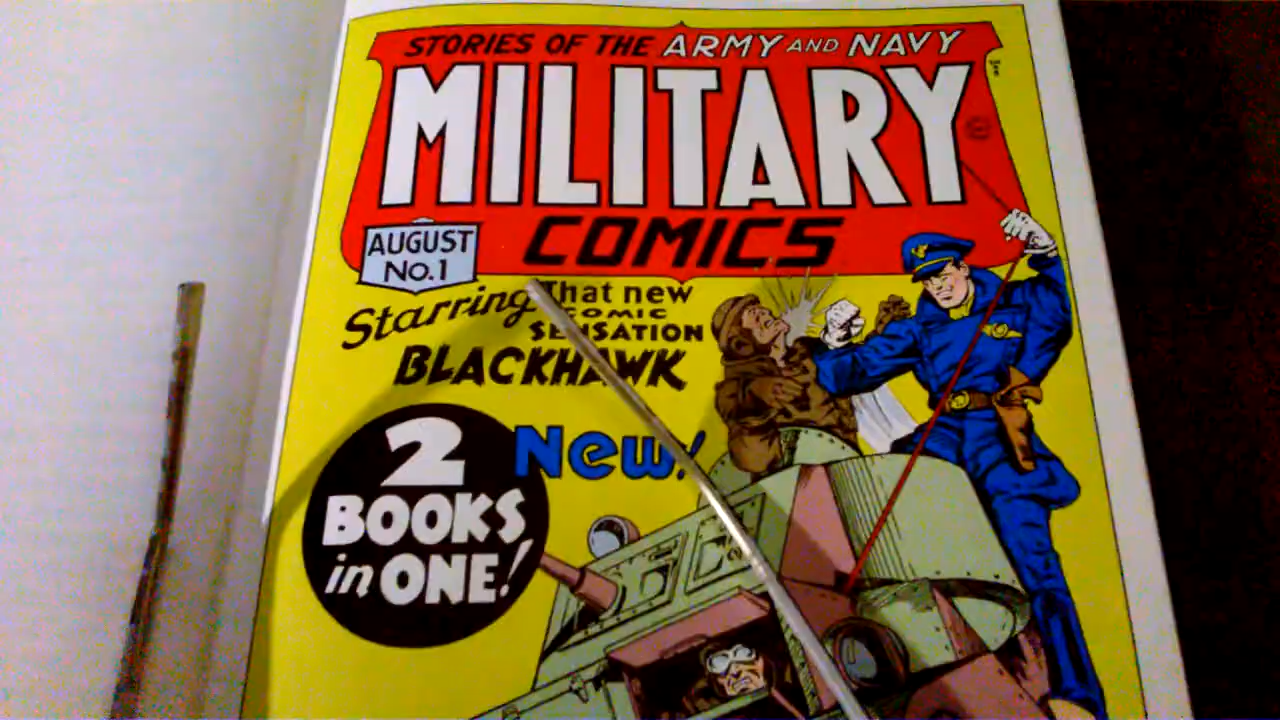 STORIES OF THE ARMY AND NAVY
MILITARY
COMICS
AUGUST
No.1
Starring That new
COMIC
SENSATION
BLACKHAWK
2
BOOKS
in ONE!
New!